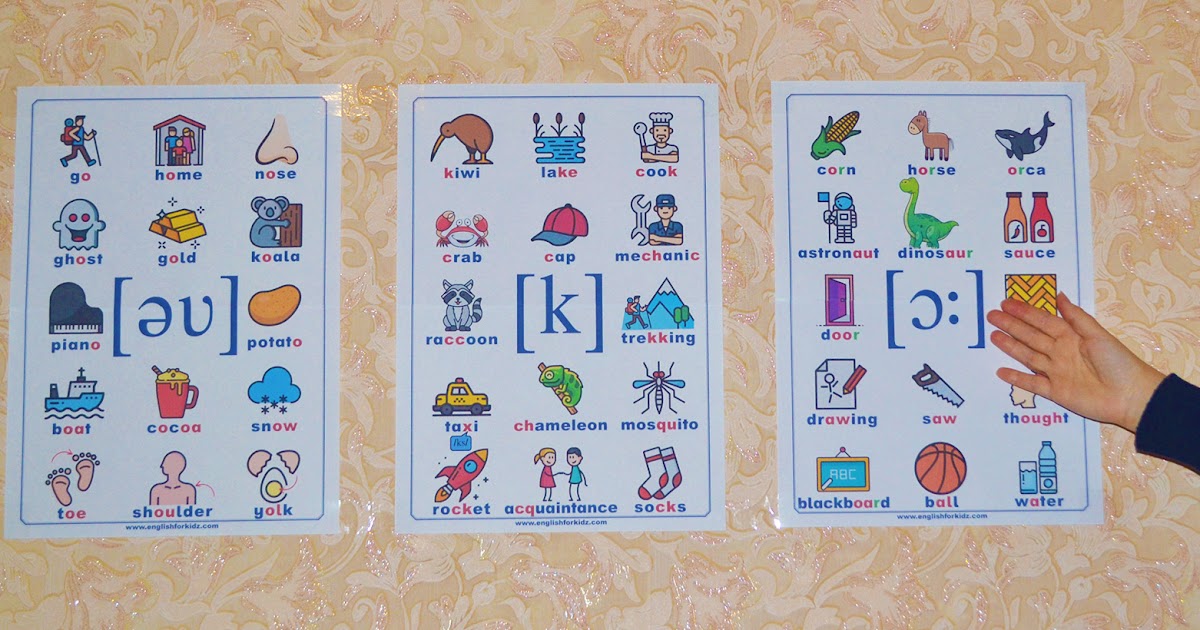 go home nose
ghost gold koala
[əʊ]
piano potato
boat cocoa snow
toe shoulder yolk
www.englishforkidz.com
kiwi lake cook
crab cap mechanic
[k]
raccoon trekking
taxi chameleon mosquito
/ks/
rocket acquaintance socks
www.englishforkidz.com
corn horse orca
astronaut dinosaur sauce
[ɔ:]
door
drawing saw thought
ABC
blackboard ball water
www.englishforkidz.com